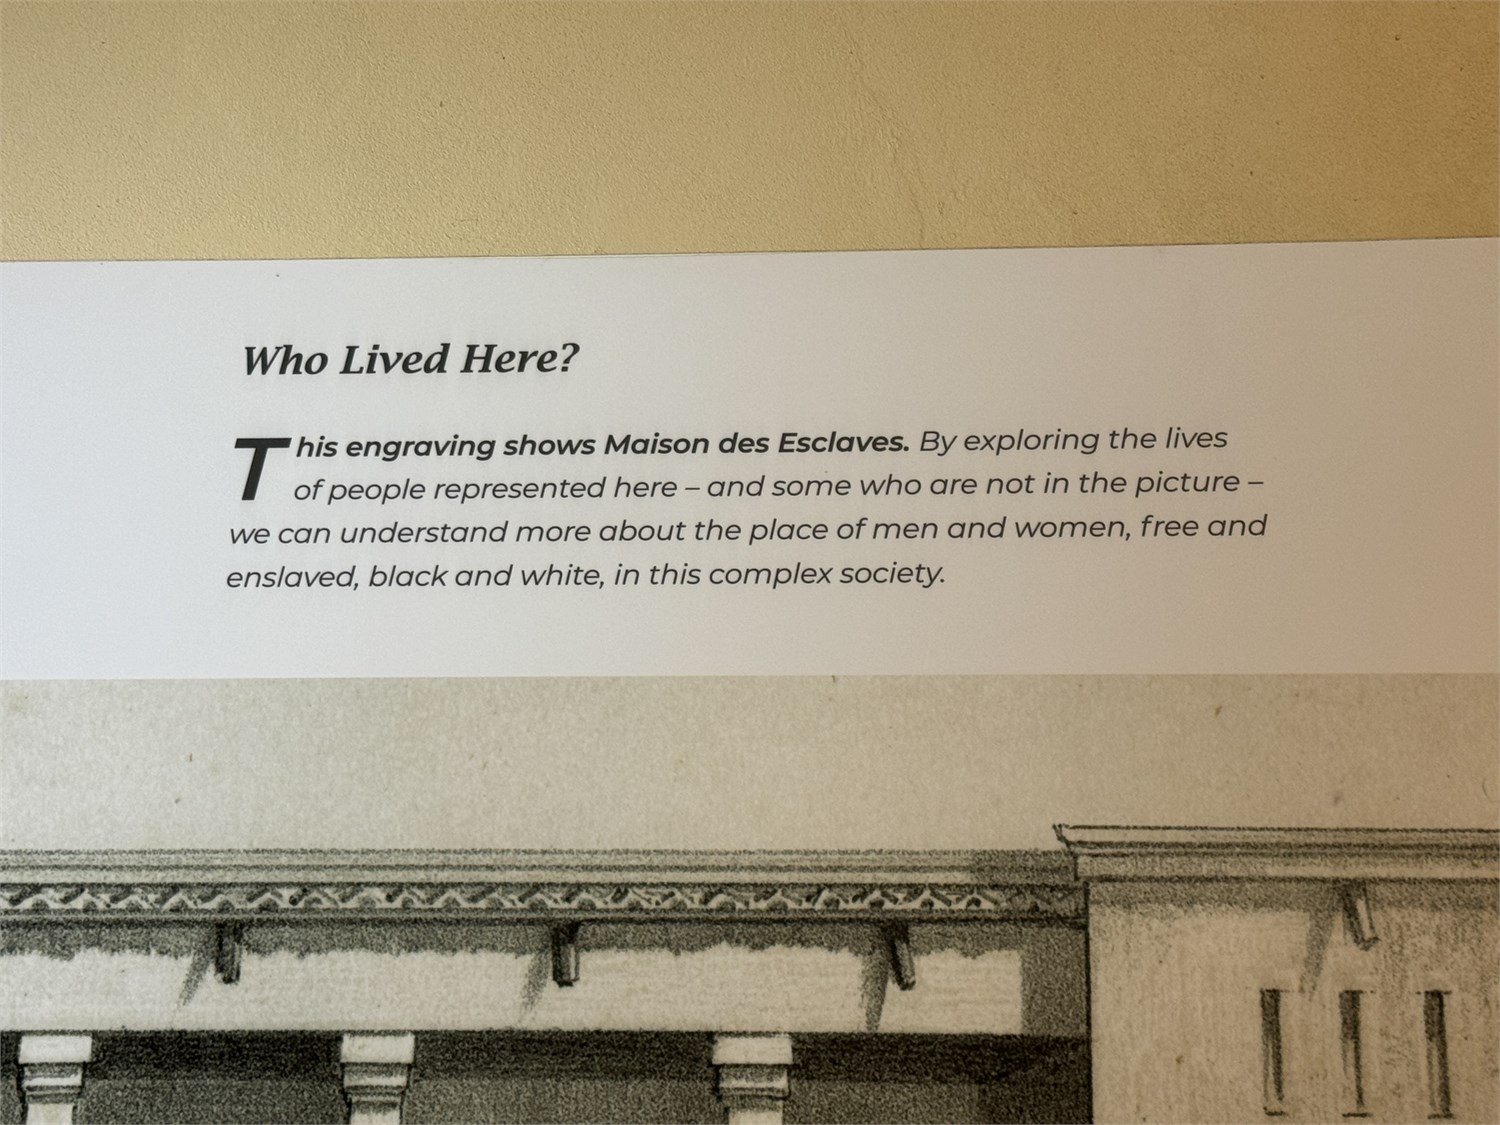 Who Lived Here?
This engraving shows Maison des Esclaves. By exploring the lives
of people represented here – and some who are not in the picture –
we can understand more about the place of men and women, free and
enslaved, black and white, in this complex society.